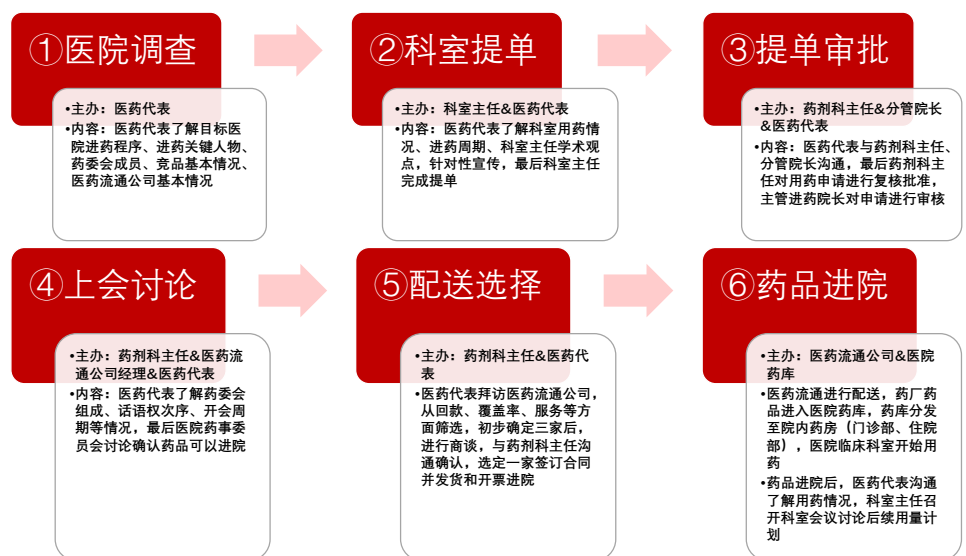 ①医院调查
•主办：医药代表
•内容：医药代表了解目标医
院进药程序、进药关键人物、
药委会成员、竞品基本情况、
医药流通公司基本情况
②科室提单
•主办：科室主任&医药代表
•内容：医药代表了解科室用药情
况、进药周期、科室主任学术观
点，针对性宣传，最后科室主任
完成提单
③提单审批
•主办：药剂科主任&分管院长
&医药代表
•内容：医药代表与药剂科主任、
分管院长沟通，最后药剂科主
任对用药申请进行复核批准，
主管进药院长对申请进行审核
④上会讨论
•主办：药剂科主任&医药流
通公司经理&医药代表
•内容：医药代表了解药委会
组成、话语权次序、开会周
期等情况，最后医院药事委
员会讨论确认药品可以进院
⑤配送选择
•主办：药剂科主任&医药代
表
•医药代表拜访医药流通公司，
从回款、覆盖率、服务等方
面筛选，初步确定三家后，
进行商谈，与药剂科主任沟
通确认，选定一家签订合同
并发货和开票进院
⑥药品进院
•主办：医药流通公司&医院
药库
•医药流通进行配送，药厂药
品进入医院药库，药库分发
至院内药房（门诊部、住院
部），医院临床科室开始用
药
•药品进院后，医药代表沟通
了解用药情况，科室主任召
开科室会议讨论后续用量计
划